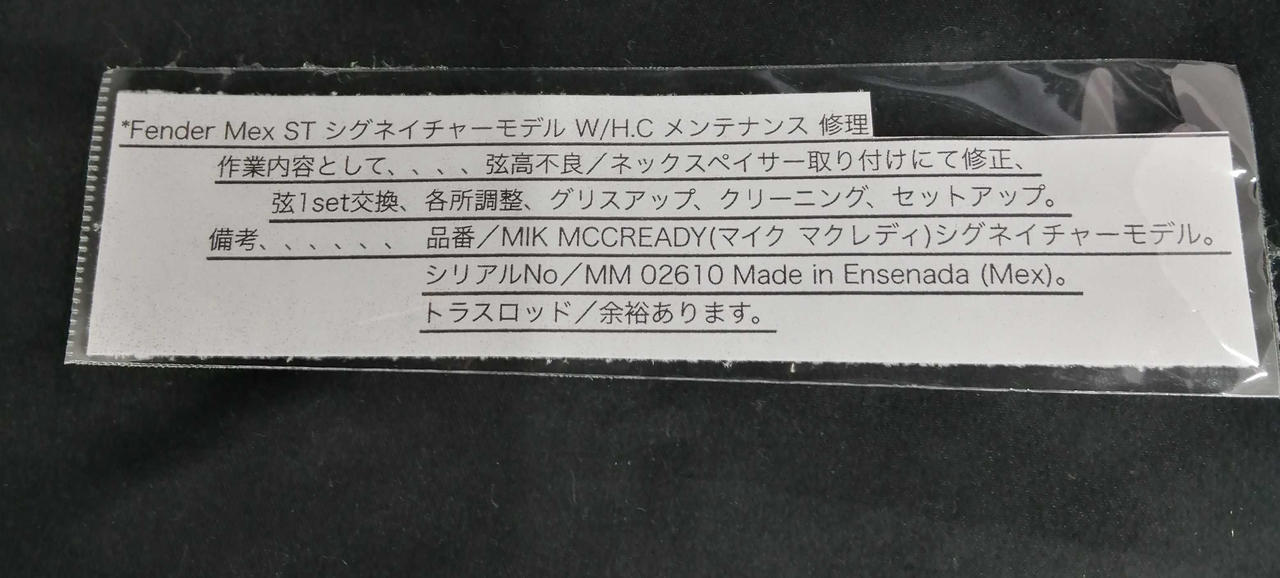 *Fender Mex ST シグネイチャーモデル W/H.C メンテナンス 修理
作業内容として、、、、弦高不良／ネックスペイサー取り付けにて修正、
弦1set交換、各所調整、グリスアップ、クリーニング、セットアップ。
備考、、、、、、 品番／MIK MCCREADY(マイク マクレディ)シグネイチャーモデル。
シリアルNo／MM 02610 Made in Ensenada (Mex)。
トラスロッド／余裕あります。